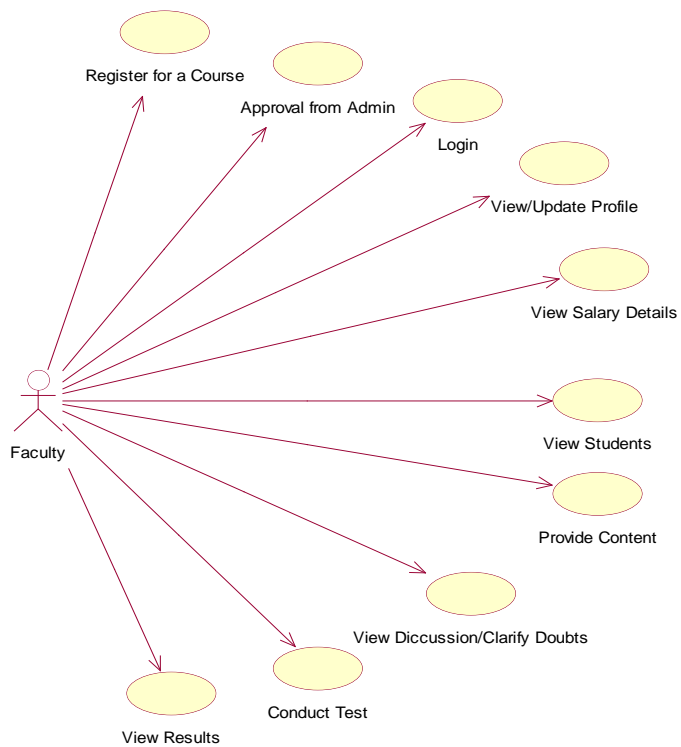 Register for a Course
Approval from Admin
Login
View/Update Profile
View Salary Details
View Students
Faculty
Provide Content
View Diccussion/Clarify Doubts
Conduct Test
View Results